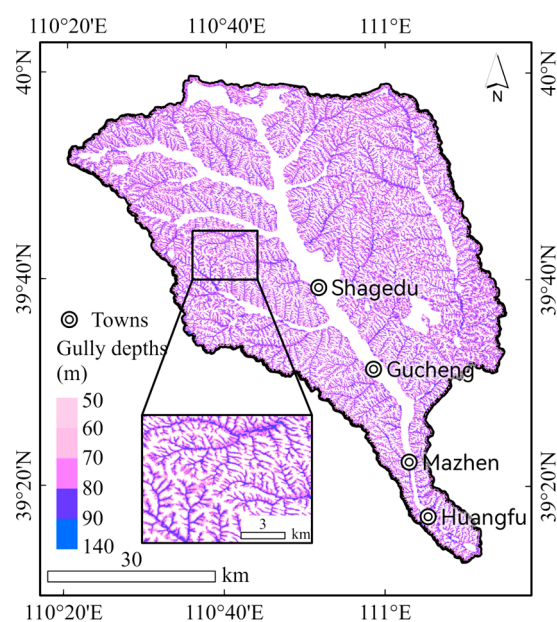 110°20'E 110°40'E 111°E
40°N
40°N
N
39°40'N
39°40'N
Shagedu
Towns
Gully depths
(m)
Gucheng
50
60
70
80
90
140
Mazhen
39°20'N
39°20'N
Huangfu
3
km
30
km
110°20'E 110°40'E 111°E